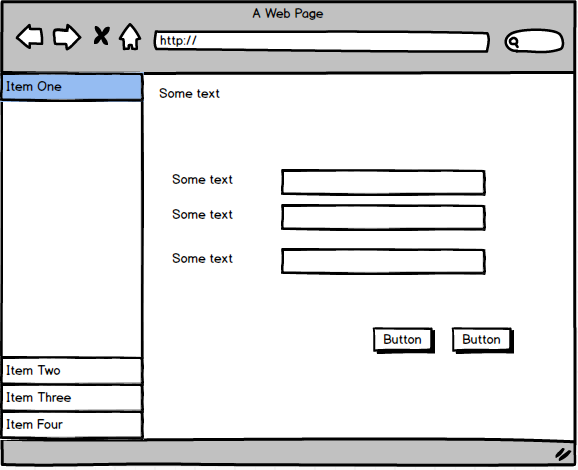 A Web Page
http://
Item One
Some text
Some text
Some text
Some text
Button Button
Item Two
Item Three
Item Four